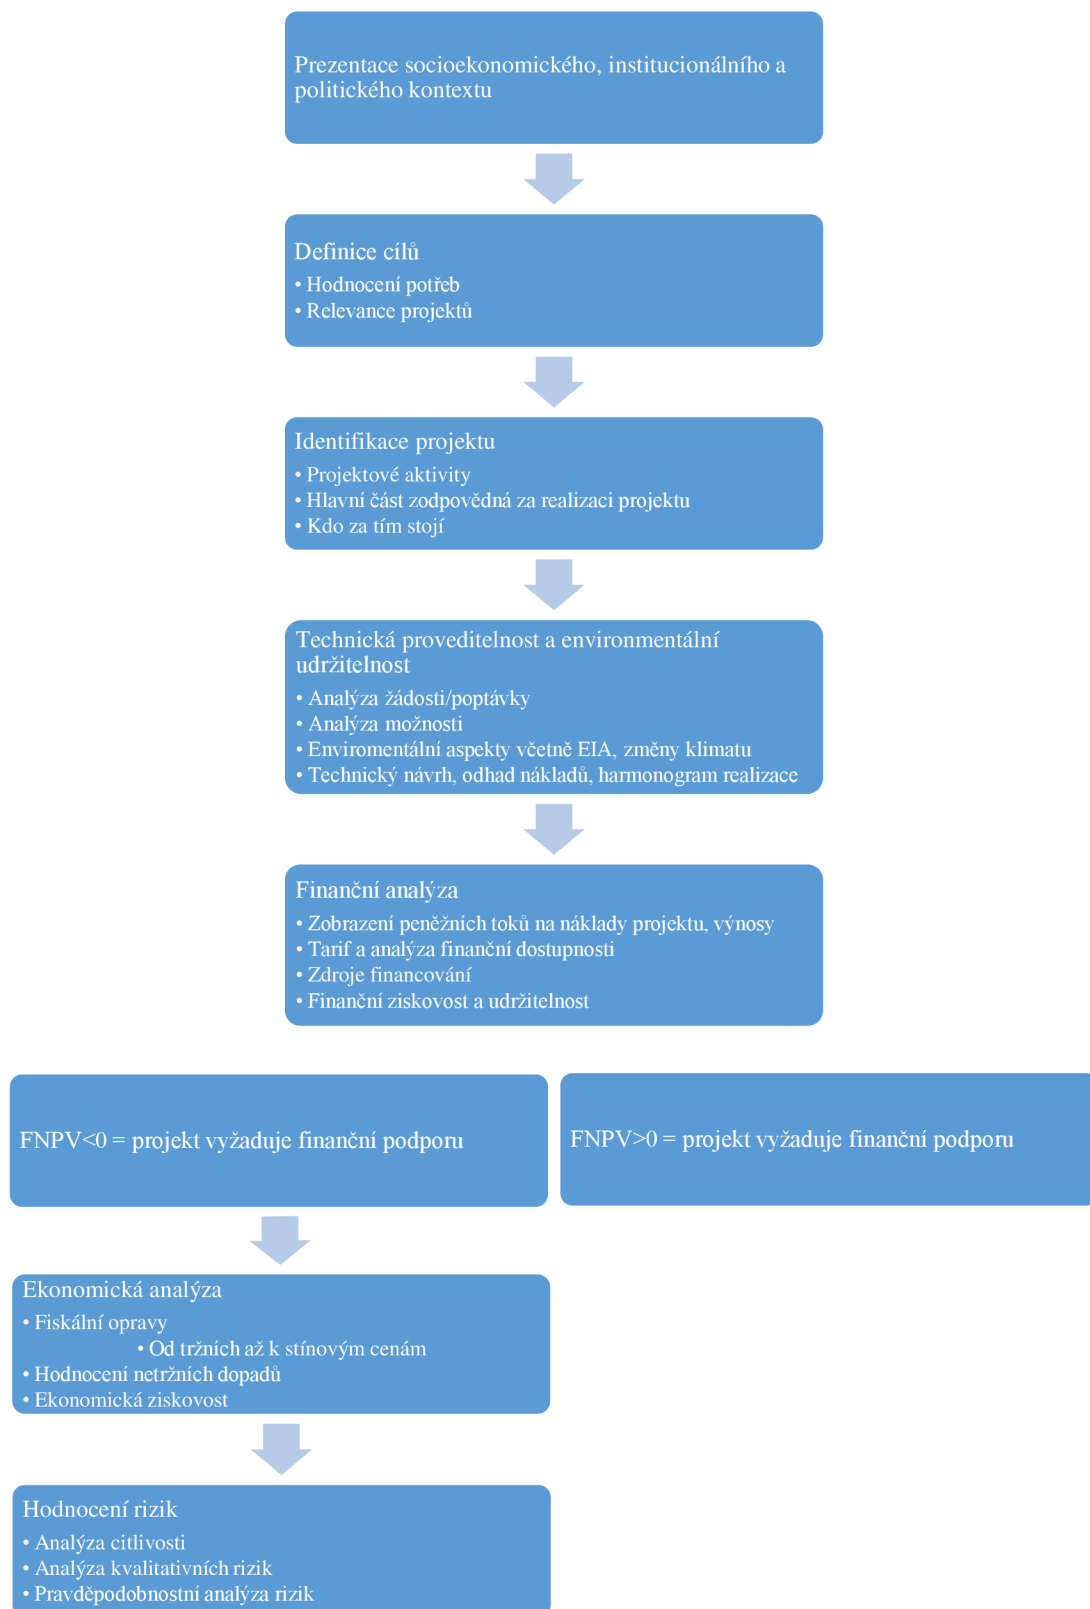 Prezentace socioekonomického, institucionálního a
politického kontextu
Definice cílů
• Hodnocení potřeb
• Relevance projektů
Identifikace projektu
• Projektové aktivity
• Hlavní část zodpovědná za realizaci projektu
• Kdo za tím stojí
Technická proveditelnost a environmentální
udržitelnost
• Analýza žádosti/poptávky
• Analýza možnosti
• Enviromentální aspekty včetně EIA, změny klimatu
• Technický návrh, odhad nákladů, harmonogram realizace
Finanční analýza
• Zobrazení peněžních toků na náklady projektu, výnosy
• Tarif a analýza finanční dostupnosti
• Zdroje financování
• Finanční ziskovost a udržitelnost
FNPV<0 = projekt vyžaduje finanční podporu
FNPV>0 = projekt vyžaduje finanční podporu
Ekonomická analýza
• Fiskální opravy
• Od tržních až k stínovým cenám
• Hodnocení netržních dopadů
• Ekonomická ziskovost
Hodnocení rizik
• Analýza citlivosti
• Analýza kvalitativních rizik
• Pravděpodobnostní analýza rizik